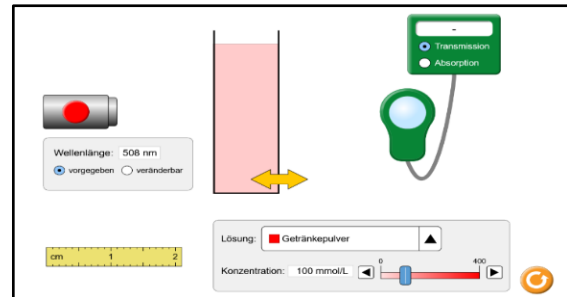 -
Transmission
Absorption
Wellenlänge: 508 nm
vorgegeben veränderbar
cm 1 2
Lösung: Getränkepulver
0 400
Konzentration: 100 mmol/L